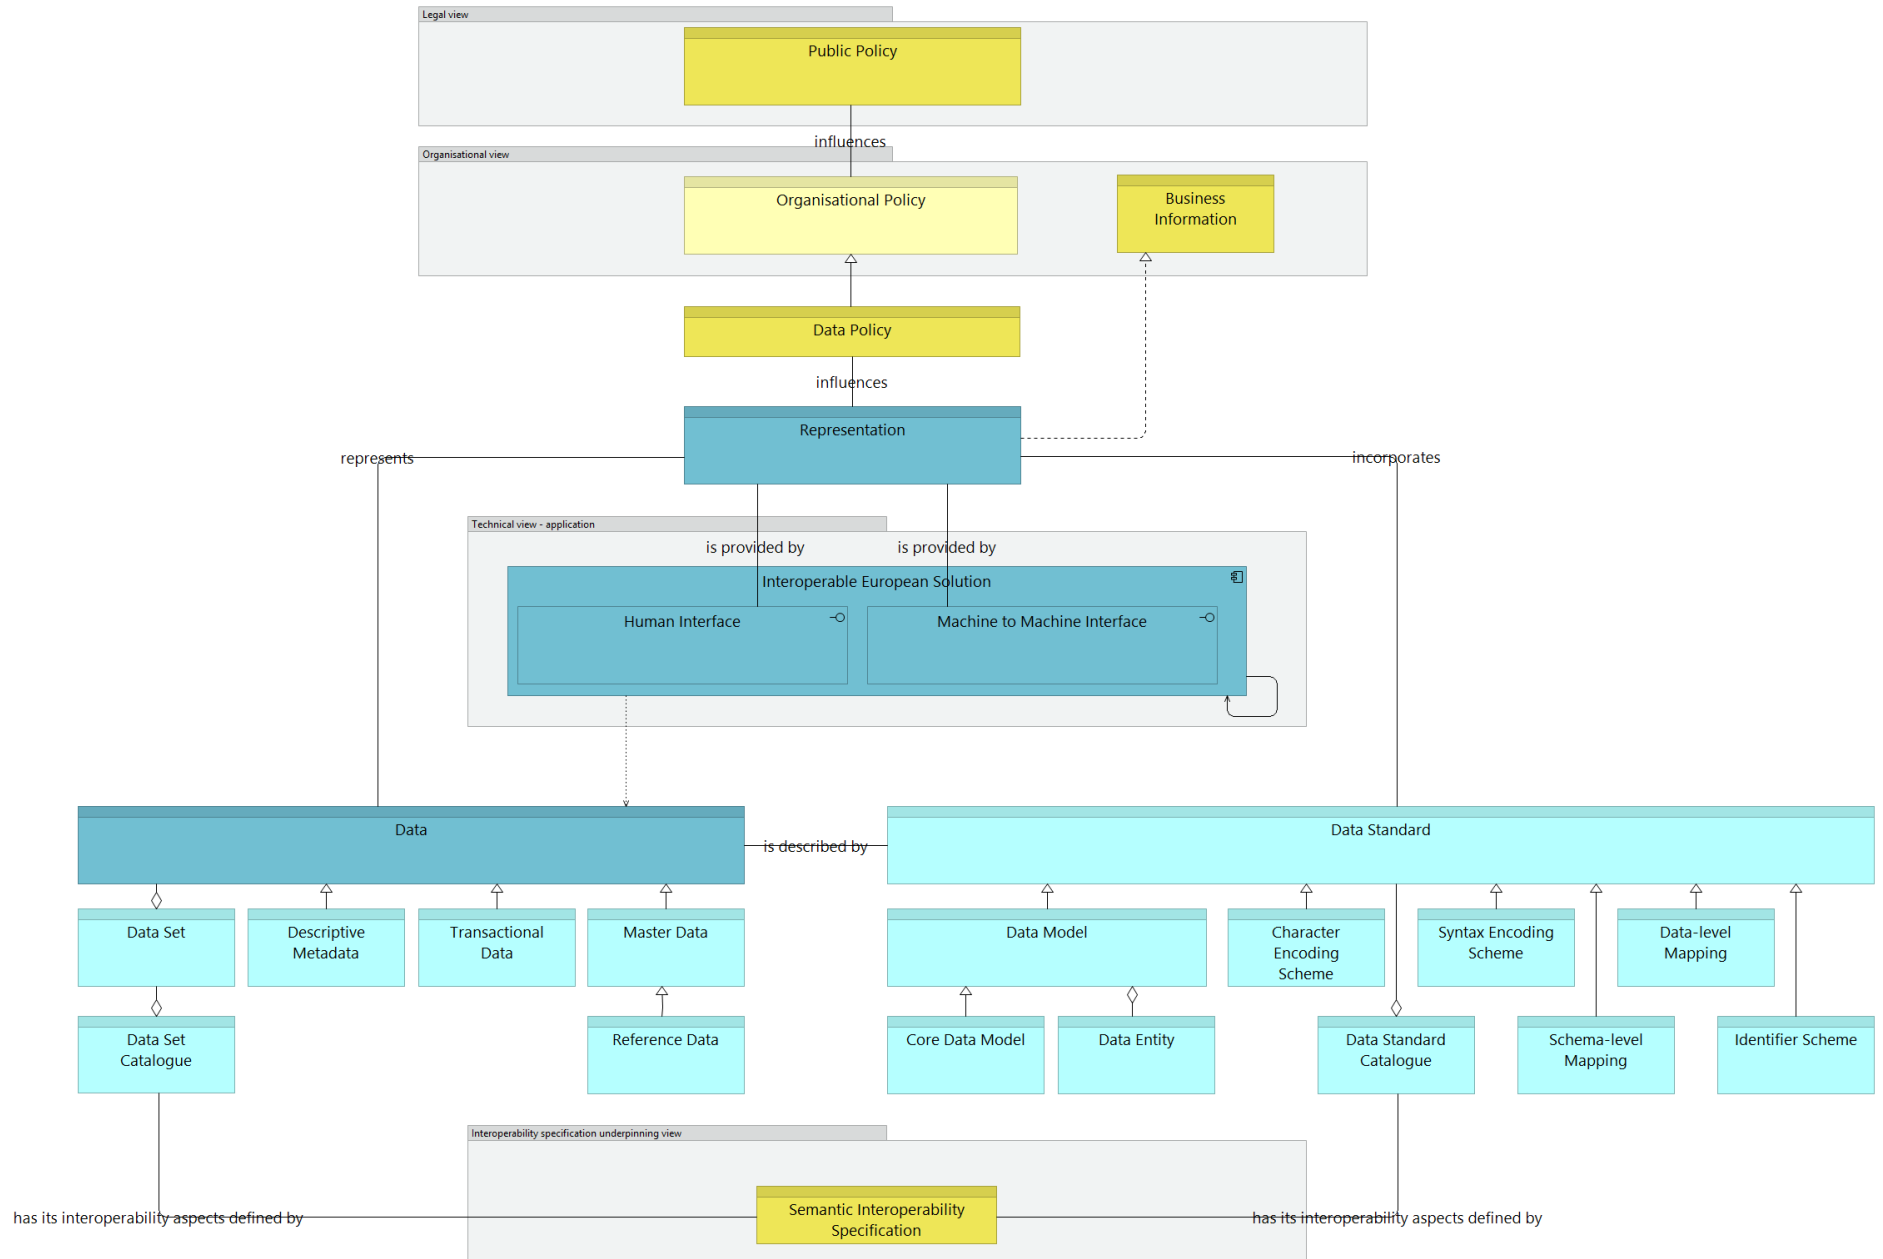 Legal view
Public Policy
influences
Organisational view
Organisational Policy
Business
Information
Data Policy
influences
Representation
represents
incorporates
Technical view - application
is provided by
is provided by
Interoperable European Solution
Human Interface
Machine to Machine Interface
Data
is described by
Data Standard
Data Set
Descriptive
Metadata
Transactional
Data
Master Data
Data Model
Character
Encoding
Scheme
Syntax Encoding
Scheme
Data-level
Mapping
Data Set
Catalogue
Reference Data
Core Data Model
Data Entity
Data Standard
Catalogue
Schema-level
Mapping
Identifier Scheme
Interoperability specification underpinning view
has its interoperability aspects defined by
Semantic Interoperability
Specification
has its interoperability aspects defined by